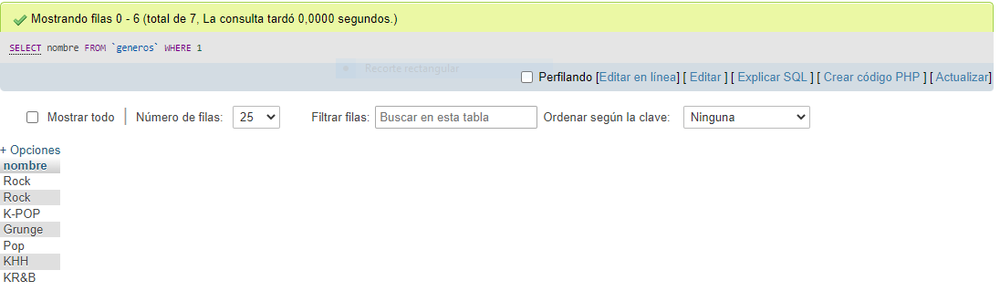 Mostrando filas 0 - 6 (total de 7, La consulta tardó 0,0000 segundos.)
SELECT nombre FROM `generos` WHERE 1
Recorte rectangular
Perfilando [Editar en línea] [ Editar ] [ Explicar SQL ] [ Crear código PHP ] [ Actualizar]
Mostrar todo | Número de filas: 25 Filtrar filas: Buscar en esta tabla Ordenar según la clave: Ninguna
+ Opciones
nombre
Rock
Rock
K-POP
Grunge
Pop
KHH
KR&B